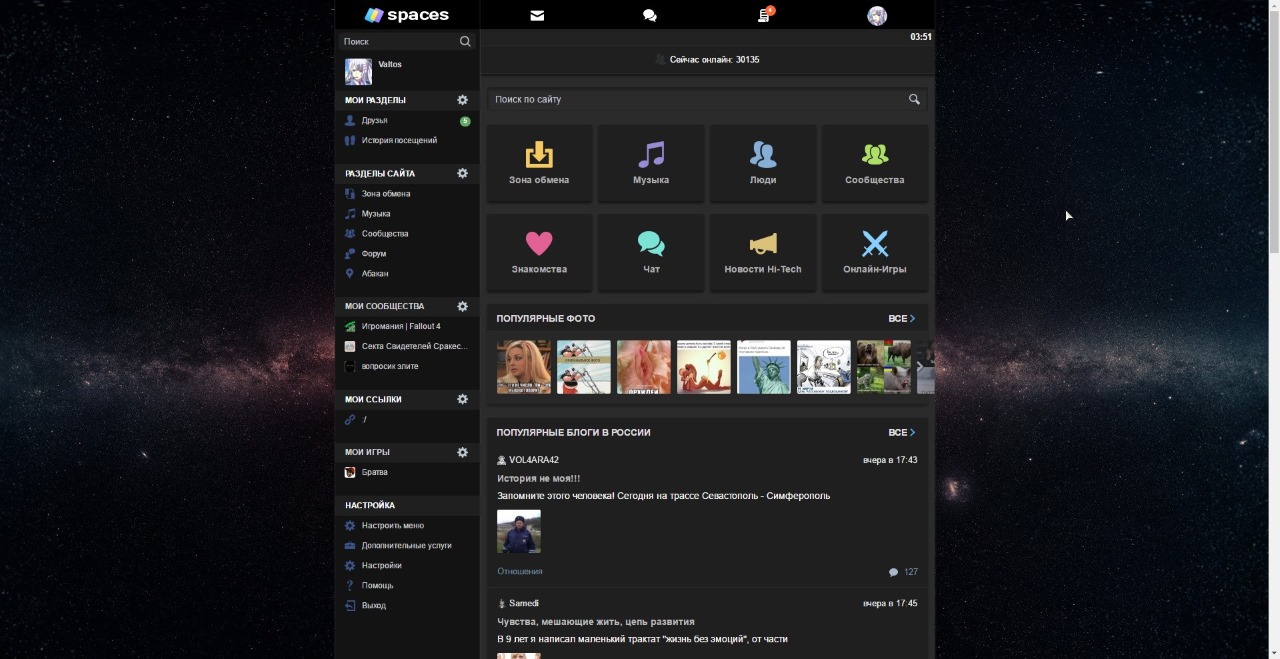 spaces
03:51
Поиск
Valtos
МОИ РАЗДЕЛЫ
Друзья 5
История посещений
РАЗДЕЛЫ САЙТА
Зона обмена
Музыка
Сообщества
Форум
Абакан
МОИ СООБЩЕСТВА
Игромания | Fallout 4
Секта Свидетелей Сракес...
вопросик элите
МОИ ССЫЛКИ
:/
МОИ ИГРЫ
Братва
НАСТРОЙКА
Настроить меню
Дополнительные услуги
Настройки
Помощь
Выход
Сейчас онлайн: 30135
Поиск по сайту
Зона обмена
Музыка
Люди
Сообщества
Знакомства
Чат
Новости Hi-Tech
Онлайн-Игры
ПОПУЛЯРНЫЕ ФОТО
ВСЕ
ПОПУЛЯРНЫЕ БЛОГИ В РОССИИ
ВСЕ
VOL4ARA42
вчера в 17:43
История не моя!!!
Запомните этого человека! Сегодня на трассе Севастополь - Симферополь
Отношения
127
Samedi
вчера в 17:45
Чувства, мешающие жить, цепь развития
В 9 лет я написал маленький трактат "жизнь без эмоций", от части